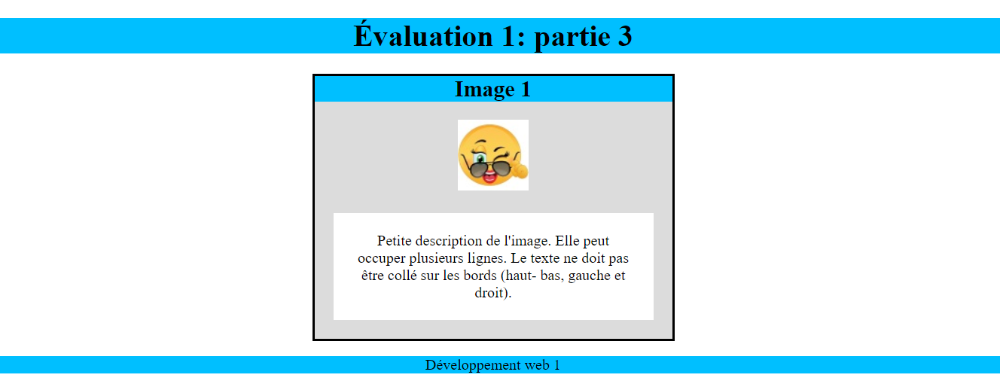 Évaluation 1: partie 3
Image 1
Petite description de l'image. Elle peut
occuper plusieurs lignes. Le texte ne doit pas
être collé sur les bords (haut- bas, gauche et
droit).
Développement web 1